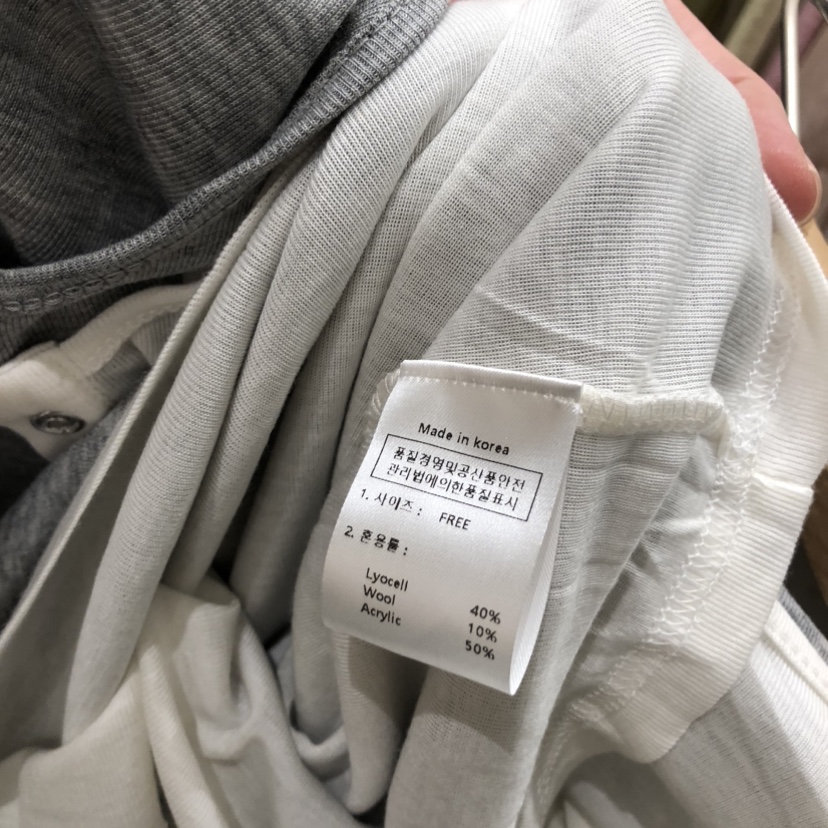 Made in korea
품질경영및공산품안전
관리법에의한품질표시
1. 사이즈 : FREE
2. 혼용률 :
Lyocell 40%
Wool 10%
Acrylic 50%